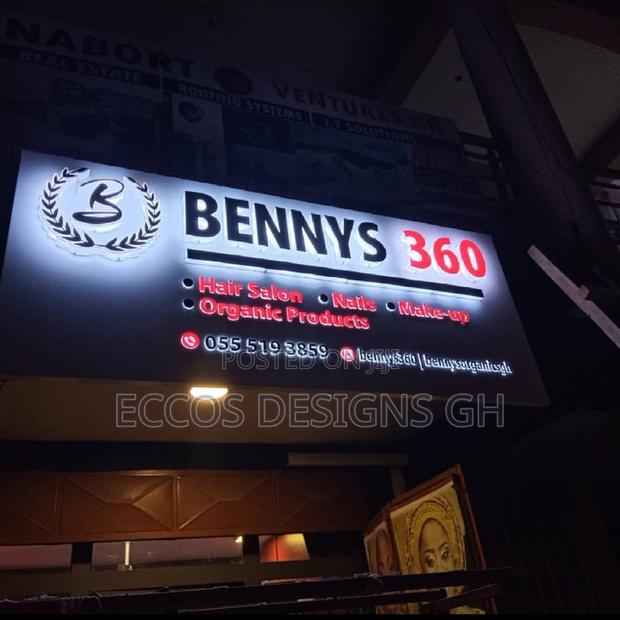 NABORT VENTURES.GH
REAL ESTATE | ROOFING SYSTEMS | I.T SOLUTIONS
B
BENNYS 360
• Hair Salon • Nails • Make-up
• Organic Products
055 519 3859 bennys360 | bennysorganicsgh
POSTED ON JIJI
ECCOS DESIGNS GH